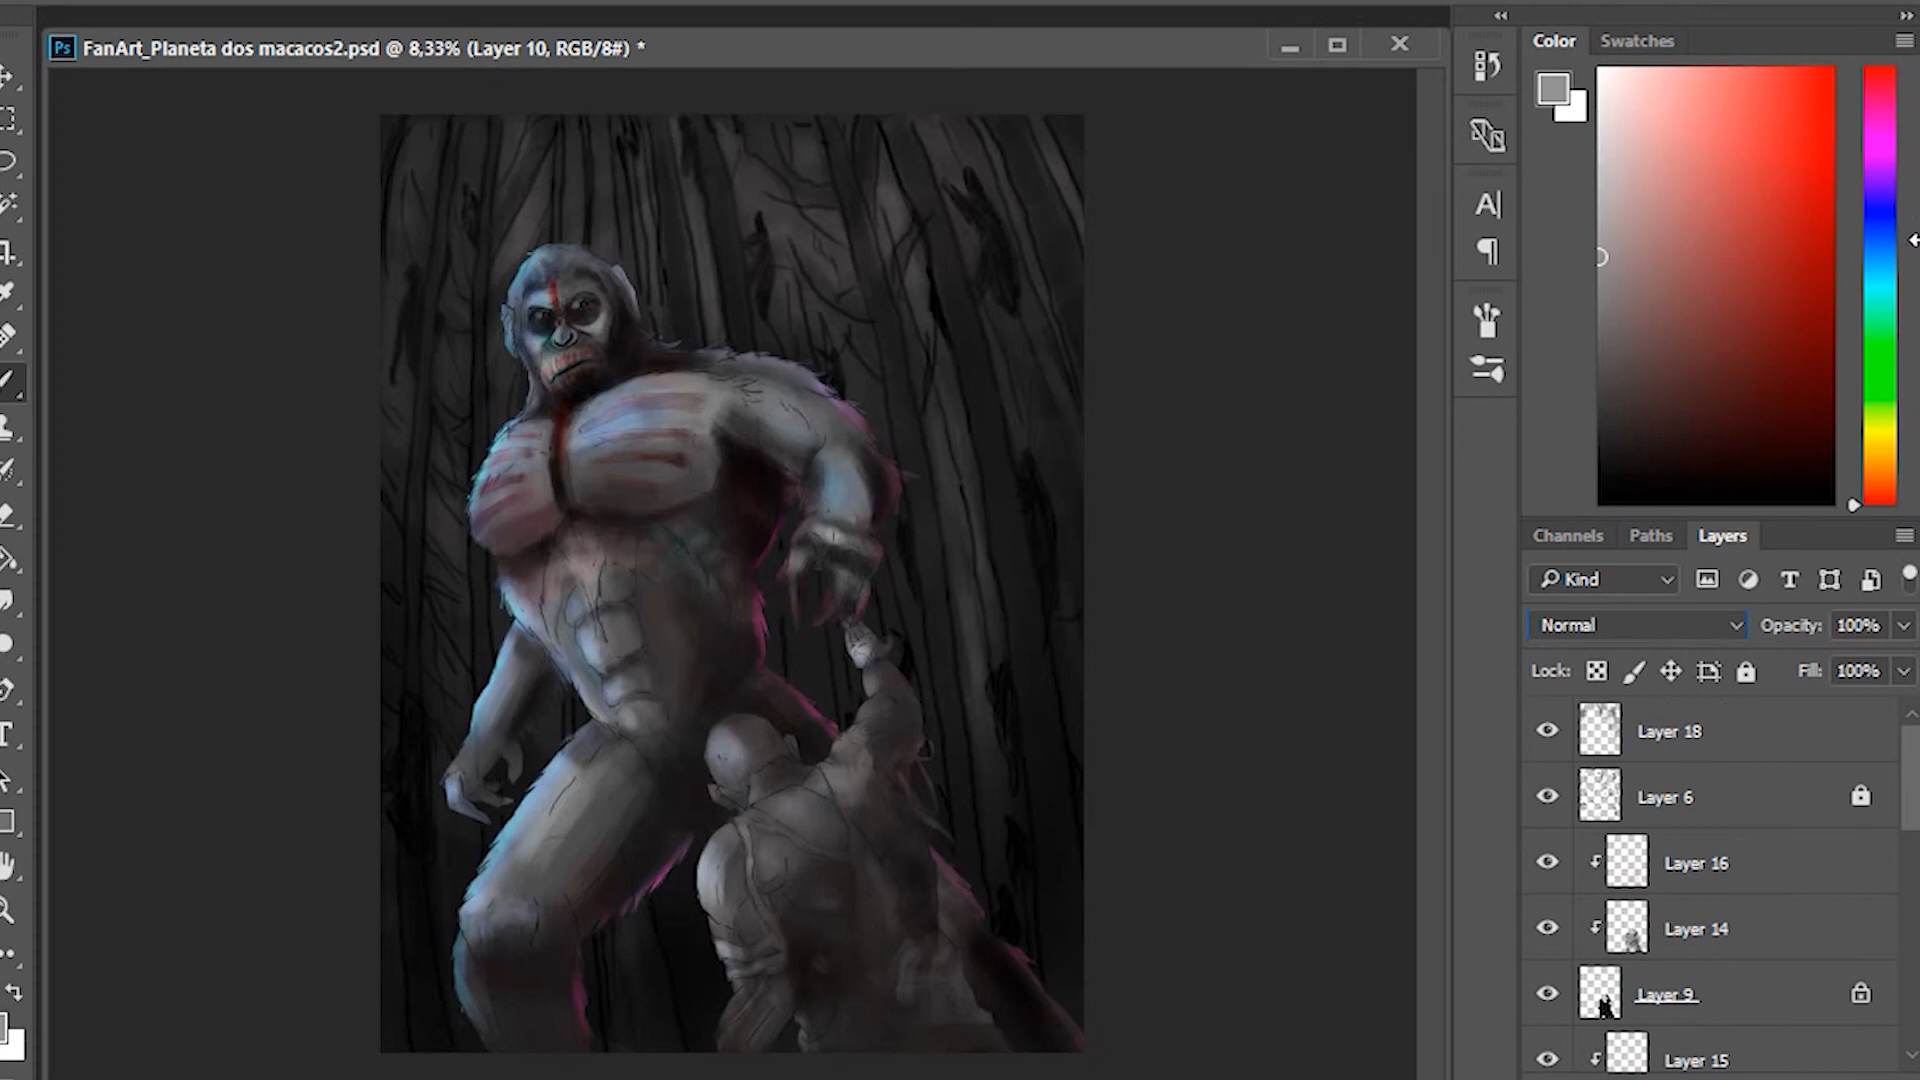 Ps FanArt_Planeta dos macacos2.psd @ 8,33% (Layer 10, RGB/8#) *
Color Swatches
Channels Paths Layers
Kind
Normal Opacity: 100%
Lock: Fill: 100%
Layer 18
Layer 6
Layer 16
Layer 14
Layer 9
Layer 15